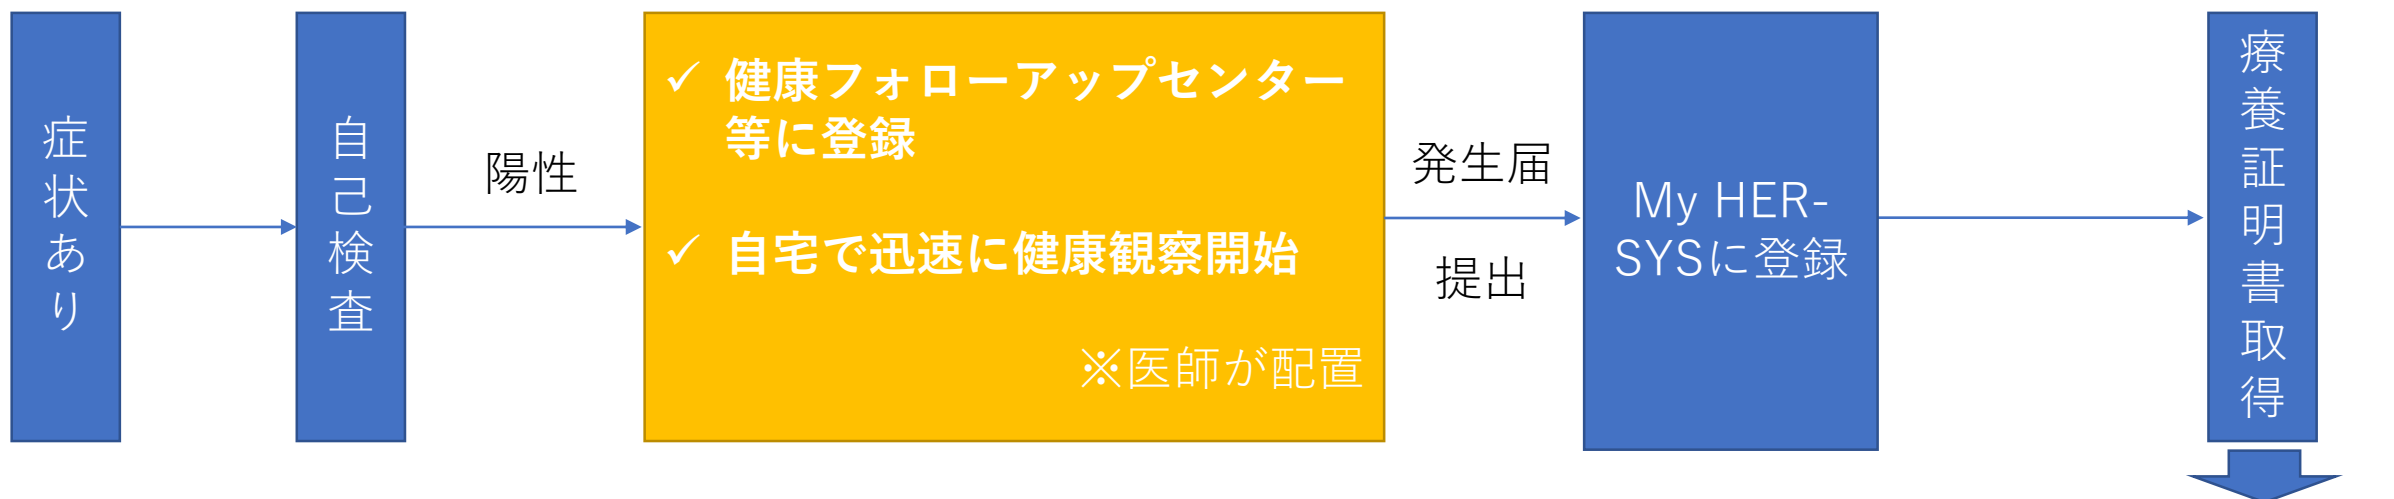 症状あり
自己検査
陽性
✓ 健康フォローアップセンター
等に登録
✓ 自宅で迅速に健康観察開始
※医師が配置
発生届
提出
My HER-
SYSに登録
療養証明書取得